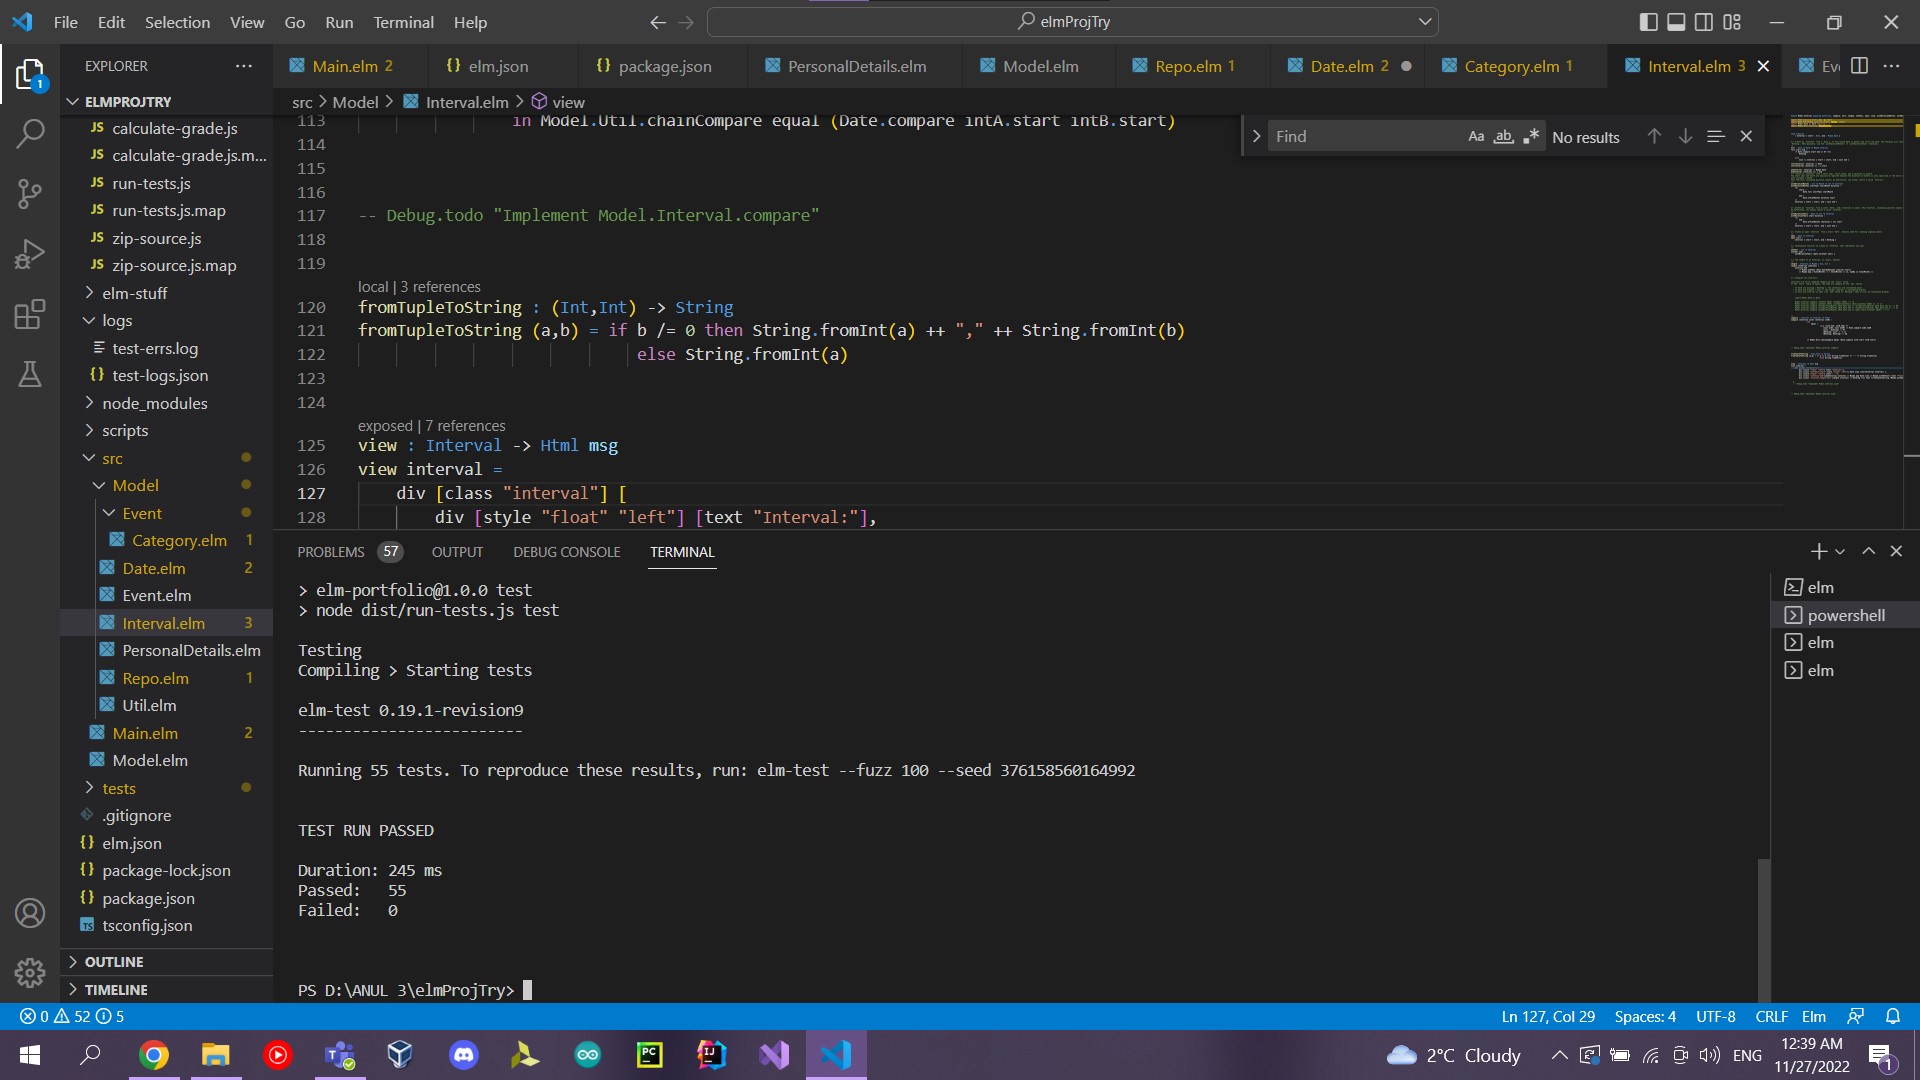 File Edit Selection View Go Run Terminal Help
elmProjTry
EXPLORER
Main.elm 2
elm.json
package.json
PersonalDetails.elm
Model.elm
Repo.elm 1
Date.elm 2
Category.elm 1
Interval.elm 3
Ev
ELMPROJTRY
JS calculate-grade.js
JS calculate-grade.js.m...
JS run-tests.js
JS run-tests.js.map
JS zip-source.js
JS zip-source.js.map
elm-stuff
logs
test-errs.log
test-logs.json
node_modules
scripts
src
Model
Event
Category.elm 1
Date.elm 2
Event.elm
Interval.elm 3
PersonalDetails.elm
Repo.elm 1
Util.elm
Main.elm 2
Model.elm
tests
.gitignore
elm.json
package-lock.json
package.json
TS tsconfig.json
OUTLINE
TIMELINE
src > Model > Interval.elm > view
Find Aa ab No results
113 in Model.Util.chainCompare equal (Date.compare intA.start intB.start)
114
115
116
117 -- Debug.todo "Implement Model.Interval.compare"
118
119
local | 3 references
120 fromTupleToString : (Int,Int) -> String
121 fromTupleToString (a,b) = if b /= 0 then String.fromInt(a) ++ "," ++ String.fromInt(b)
122 else String.fromInt(a)
123
124
exposed | 7 references
125 view : Interval -> Html msg
126 view interval =
127 div [class "interval"] [
128 div [style "float" "left"] [text "Interval:"],
PROBLEMS 57 OUTPUT DEBUG CONSOLE TERMINAL
> elm-portfolio@1.0.0 test
> node dist/run-tests.js test
Testing
Compiling > Starting tests
elm-test 0.19.1-revision9
-------------------------
Running 55 tests. To reproduce these results, run: elm-test --fuzz 100 --seed 376158560164992
TEST RUN PASSED
Duration: 245 ms
Passed: 55
Failed: 0
PS D:\ANUL 3\elmProjTry>
elm
powershell
elm
elm
0 52 5
Ln 127, Col 29 Spaces: 4 UTF-8 CRLF Elm
2°C Cloudy
ENG
12:39 AM
11/27/2022
1